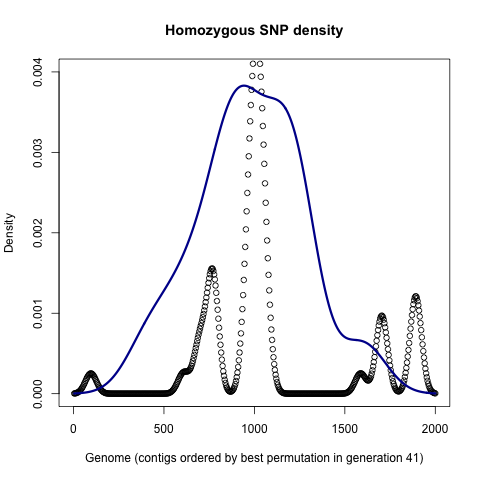 Homozygous SNP density
0.004
0.003
0.002
0.001
0.000
Density
0 500 1000 1500 2000
Genome (contigs ordered by best permutation in generation 41)